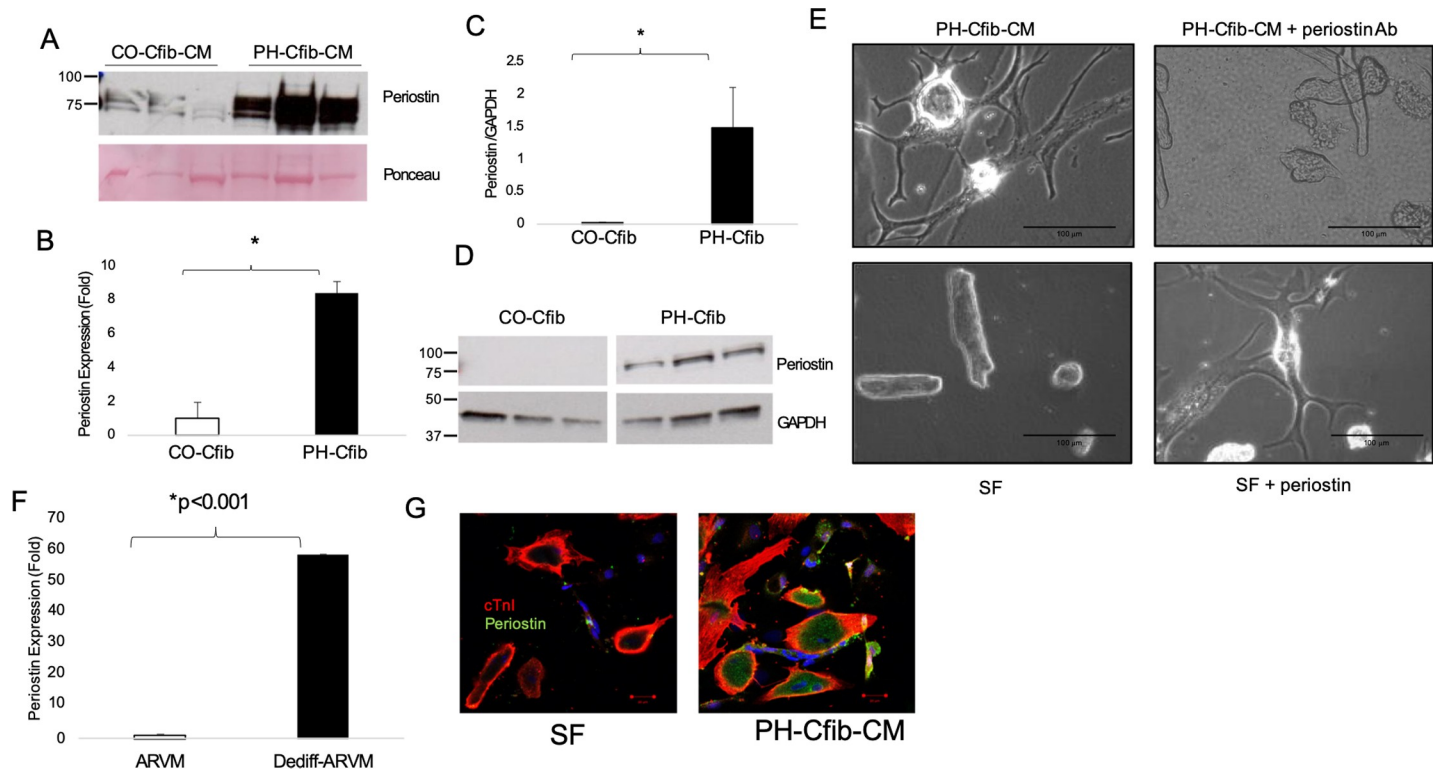 A
CO-Cfib-CM PH-Cfib-CM
100
75
Periostin
Ponceau
B
*
Periostin Expression (Fold)
10
8
6
4
2
0
CO-Cfib PH-Cfib
C
*
Periostin/GAPDH
2.5
2
1.5
1
0.5
0
CO-Cfib PH-Cfib
D
CO-Cfib PH-Cfib
100
75
Periostin
50
37
GAPDH
E
PH-Cfib-CM PH-Cfib-CM + periostin Ab
100 µm 100 µm
100 µm 100 µm
SF SF + periostin
F
*p<0.001
Periostin Expression (Fold)
70
60
50
40
30
20
10
0
ARVM Dediff-ARVM
G
cTnI
Periostin
SF PH-Cfib-CM